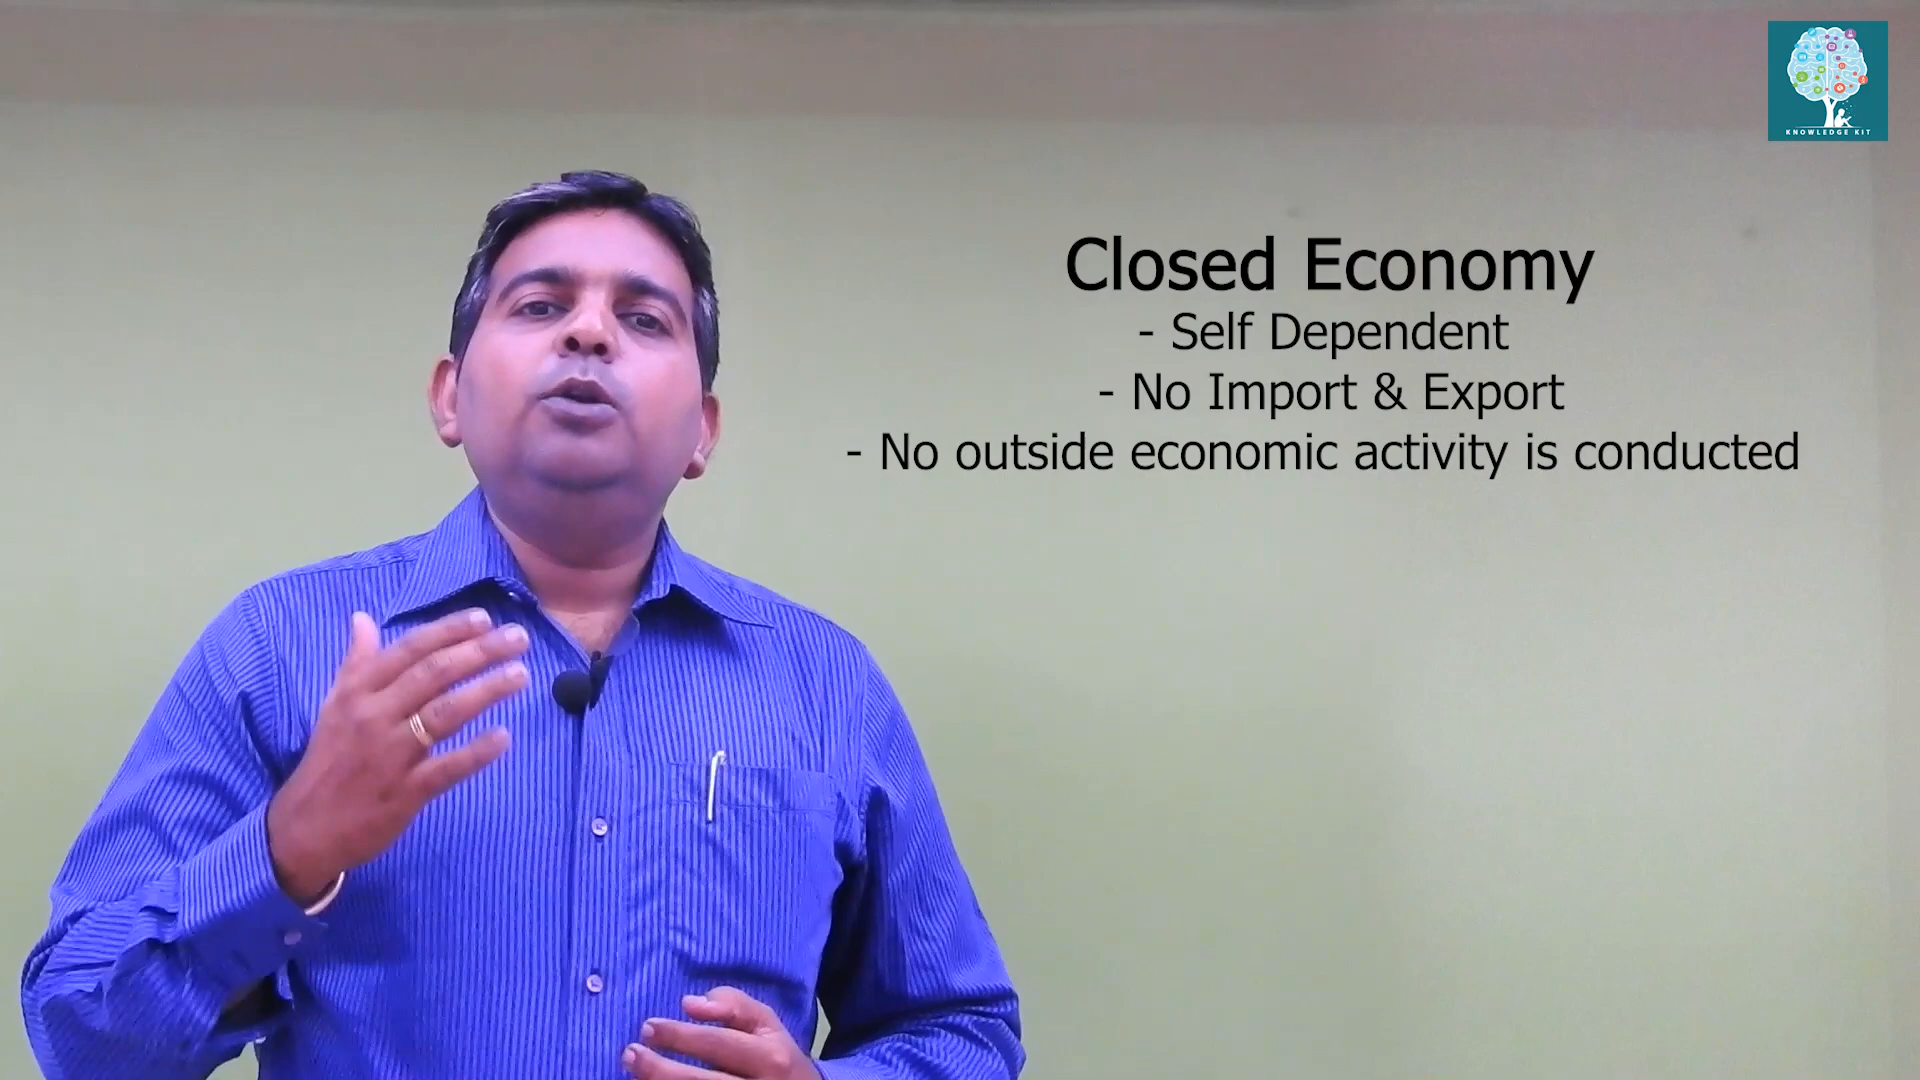 KNOWLEDGE KIT
Closed Economy
- Self Dependent
- No Import & Export
- No outside economic activity is conducted